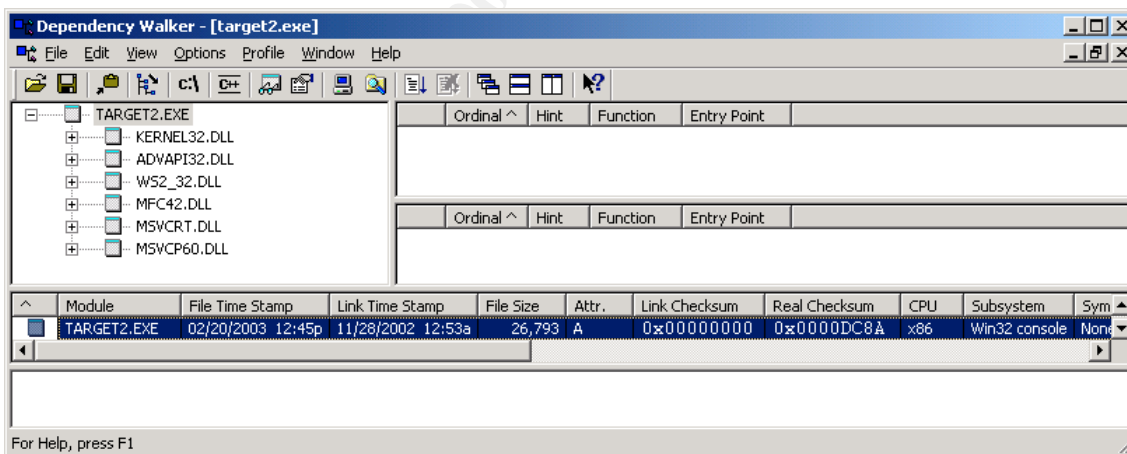 Dependency Walker - [target2.exe]
File Edit View Options Profile Window Help
c:\ C++
TARGET2.EXE
KERNEL32.DLL
ADVAPI32.DLL
WS2_32.DLL
MFC42.DLL
MSVCRT.DLL
MSVCP60.DLL
Ordinal ^ Hint Function Entry Point
Ordinal ^ Hint Function Entry Point
^ Module File Time Stamp Link Time Stamp File Size Attr. Link Checksum Real Checksum CPU Subsystem Sym
TARGET2.EXE 02/20/2003 12:45p 11/28/2002 12:53a 26,793 A 0x00000000 0x0000DC8A x86 Win32 console None
For Help, press F1